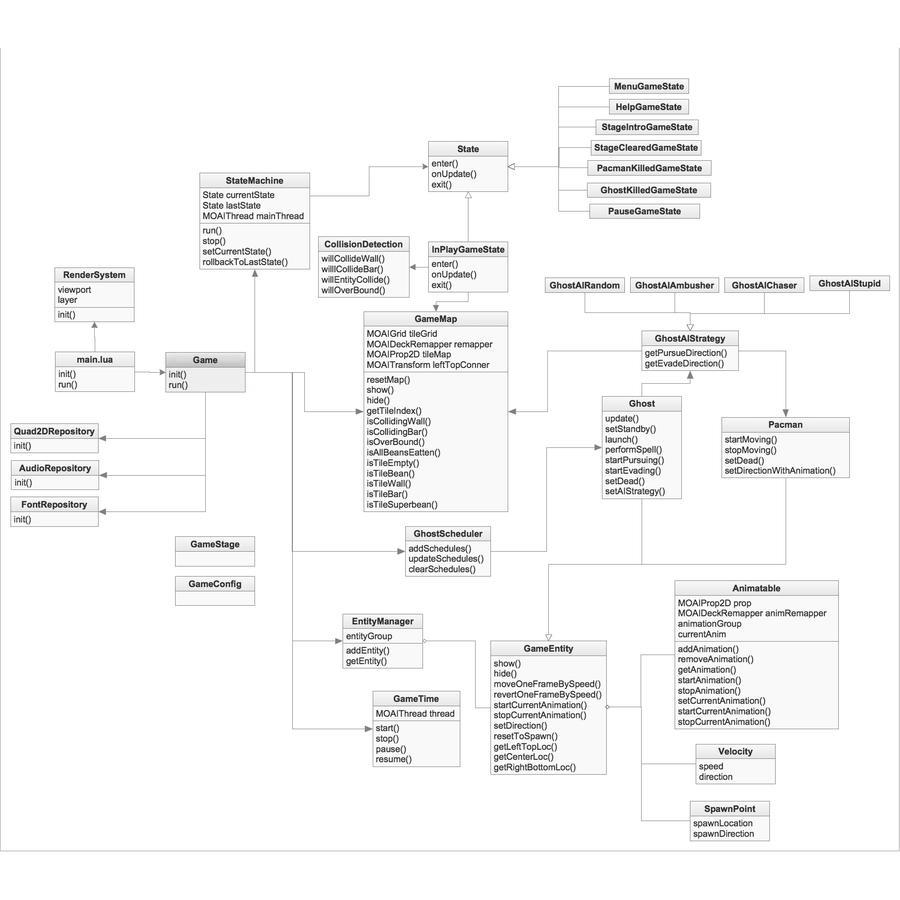 MenuGameState
HelpGameState
StageIntroGameState
StageClearedGameState
PacmanKilledGameState
GhostKilledGameState
PauseGameState
State
enter()
onUpdate()
exit()
StateMachine
State currentState
State lastState
MOAIThread mainThread
run()
stop()
setCurrentState()
rollbackToLastState()
CollisionDetection
willCollideWall()
willlCollideBar()
willEntityCollide()
willOverBound()
InPlayGameState
enter()
onUpdate()
exit()
RenderSystem
viewport
layer
init()
main.lua
init()
run()
Game
init()
run()
GhostAIRandom
GhostAIAmbusher
GhostAIChaser
GhostAIStupid
GameMap
MOAIGrid tileGrid
MOAIDeckRemapper remapper
MOAIProp2D tileMap
MOAITransform leftTopConner
resetMap()
show()
hide()
getTileIndex()
isCollidingWall()
isCollidingBar()
isOverBound()
isAllBeansEatten()
isTileEmpty()
isTileBean()
isTileWall()
isTileBar()
isTileSuperbean()
GhostAIStrategy
getPursueDirection()
getEvadeDirection()
Ghost
update()
setStandby()
launch()
performSpell()
startPursuing()
startEvading()
setDead()
setAIStrategy()
Pacman
startMoving()
stopMoving()
setDead()
setDirectionWithAnimation()
Quad2DRepository
init()
AudioRepository
init()
FontRepository
init()
GameStage
GameConfig
GhostScheduler
addSchedules()
updateSchedules()
clearSchedules()
EntityManager
entityGroup
addEntity()
getEntity()
GameTime
MOAIThread thread
start()
stop()
pause()
resume()
GameEntity
show()
hide()
moveOneFrameBySpeed()
revertOneFrameBySpeed()
startCurrentAnimation()
stopCurrentAnimation()
setDirection()
resetToSpawn()
getLeftTopLoc()
getCenterLoc()
getRightBottomLoc()
Animatable
MOAIProp2D prop
MOAIDeckRemapper animRemapper
animationGroup
currentAnim
addAnimation()
removeAnimation()
getAnimation()
startAnimation()
stopAnimation()
setCurrentAnimation()
startCurrentAnimation()
stopCurrentAnimation()
Velocity
speed
direction
SpawnPoint
spawnLocation
spawnDirection